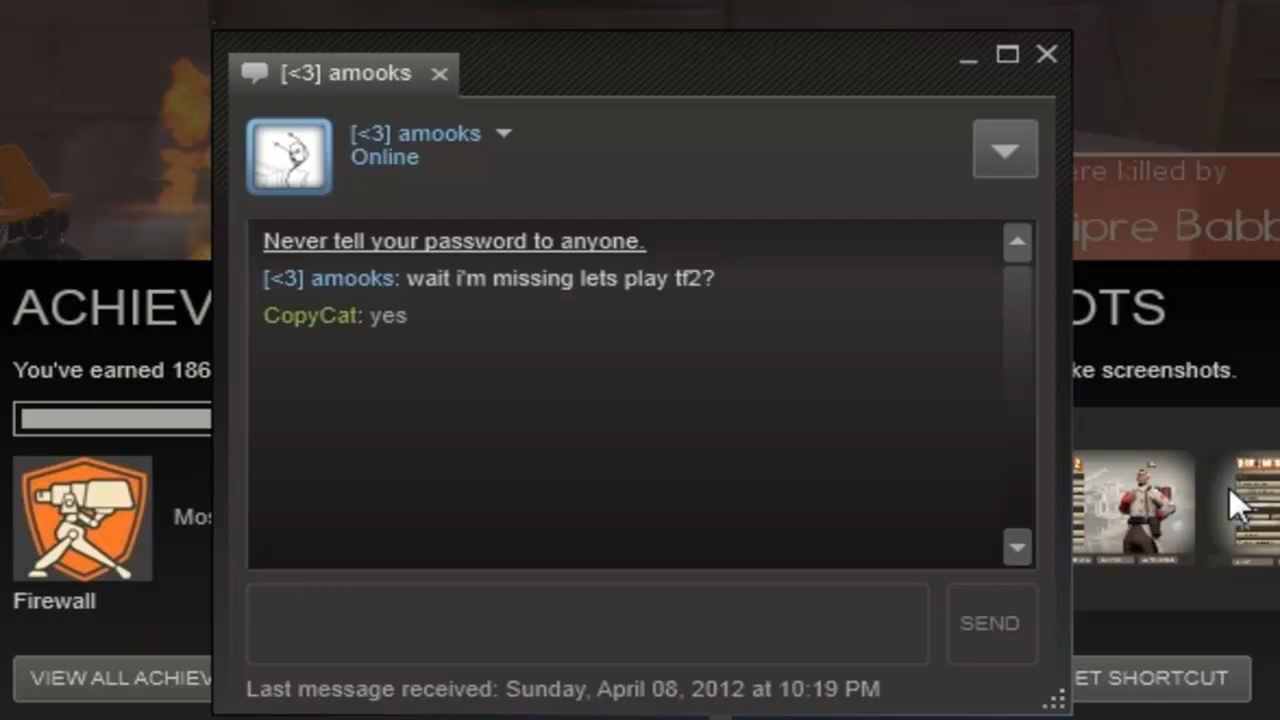 [<3] amooks
[<3] amooks
Online
Never tell your password to anyone.
[<3] amooks: wait i'm missing lets play tf2?
CopyCat: yes
SEND
Last message received: Sunday, April 08, 2012 at 10:19 PM
ere killed by
ipre Babb
ACHIEV
OTS
You've earned 186
ke screenshots.
Mos
Firewall
VIEW ALL ACHIEV
ET SHORTCUT